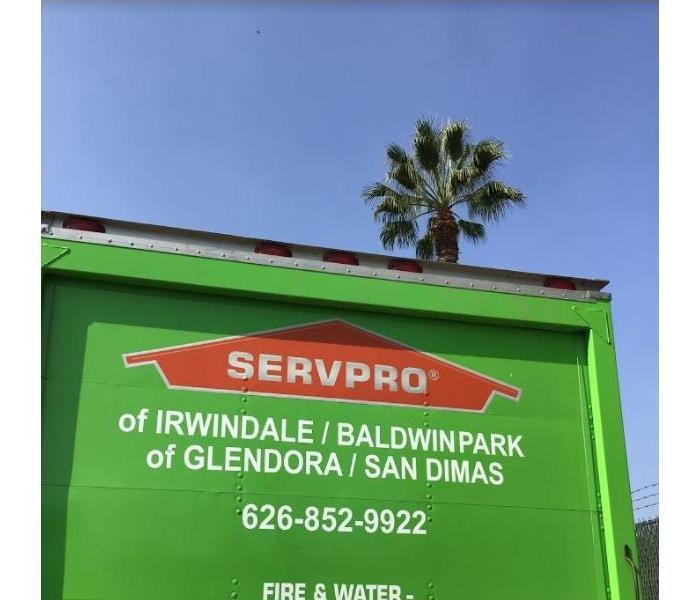 SERVPRO®
of IRWINDALE / BALDWIN PARK
of GLENDORA / SAN DIMAS
626-852-9922
FIRE & WATER -